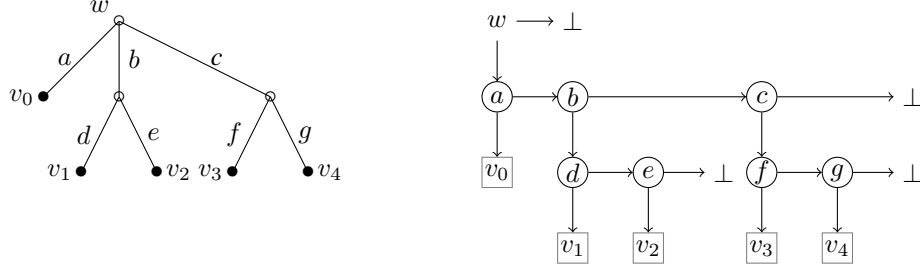 w
a b c
v₀
d e f g
v₁ v₂ v₃ v₄
w ⊥
a b c ⊥
v₀ d e ⊥ f g ⊥
v₁ v₂ v₃ v₄